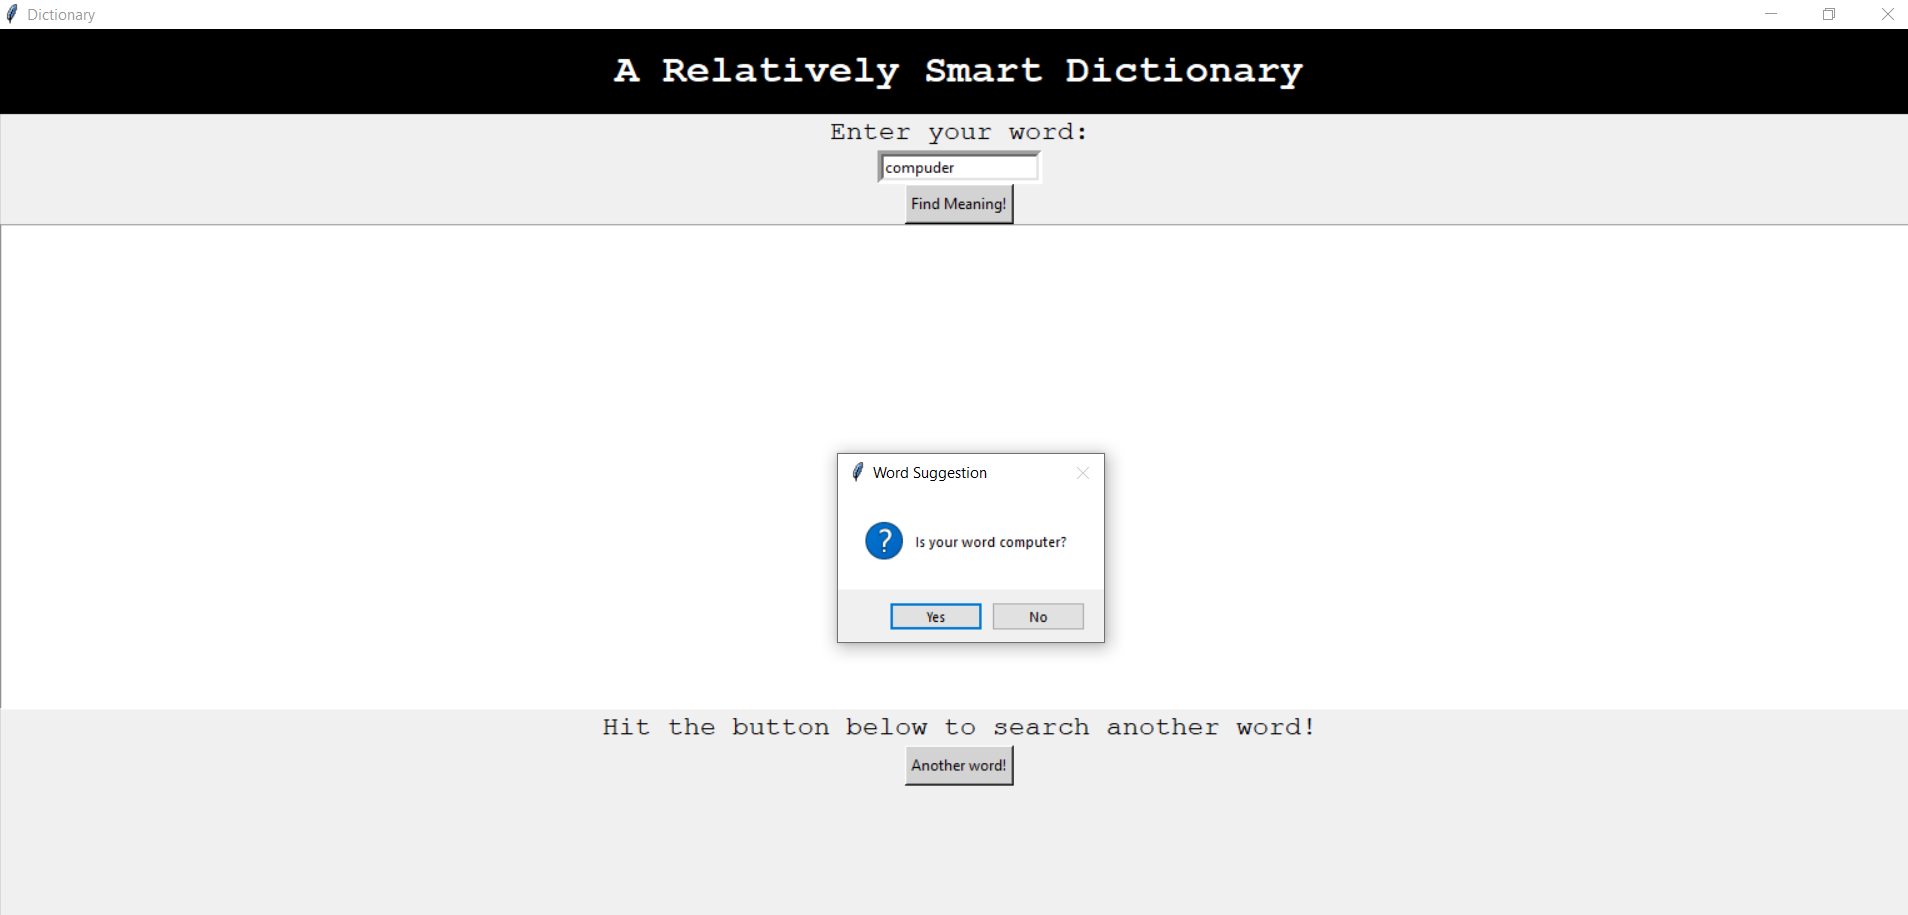 Dictionary
A Relatively Smart Dictionary
Enter your word:
compuder
Find Meaning!
Word Suggestion
?
Is your word computer?
Yes No
Hit the button below to search another word!
Another word!